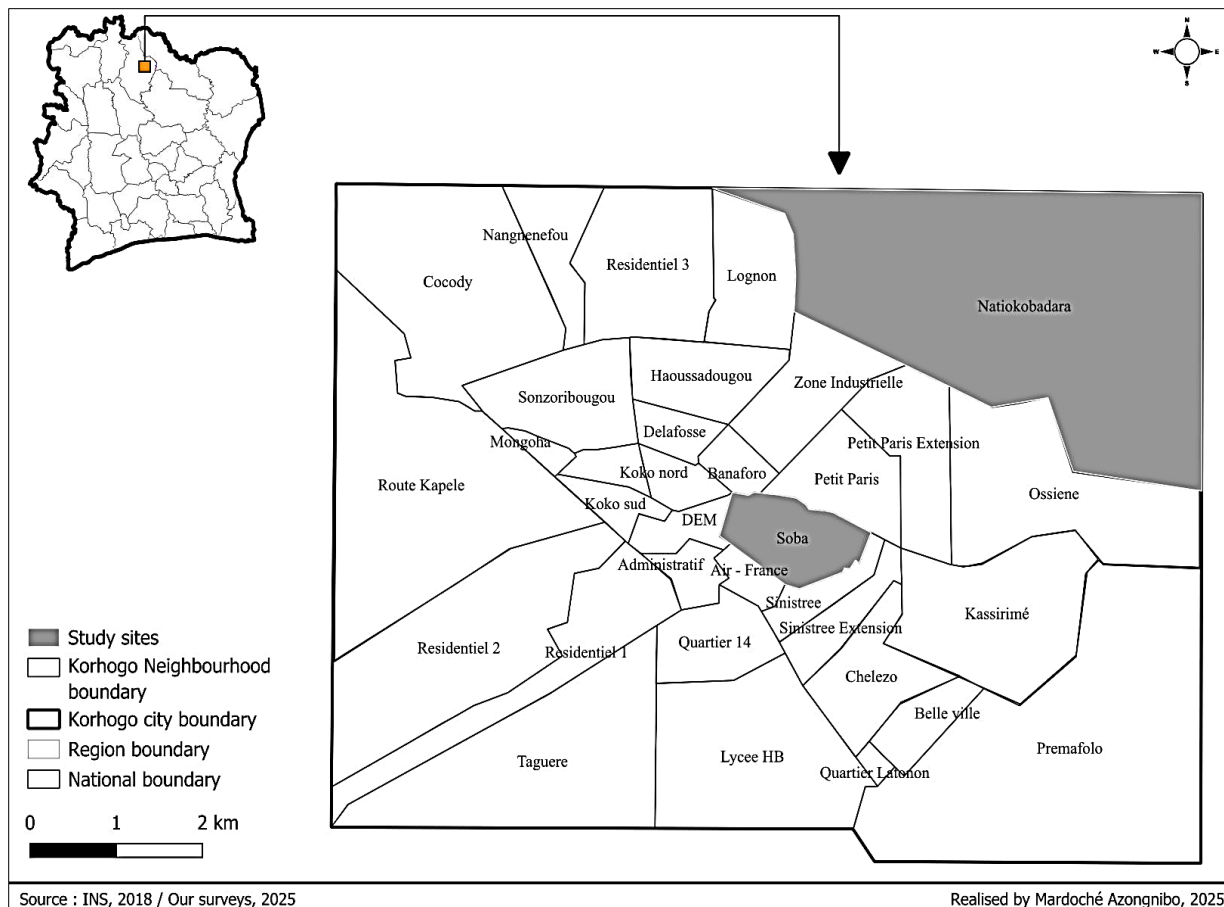 N
W E
S
Nangnenefou
Residentiel 3
Lognon
Cocody
Natiokobadara
Haoussadougou
Zone Industrielle
Sonzoribougou
Delafosse
Mongoha
Petit Paris Extension
Koko nord
Banaforo
Petit Paris
Route Kapele
Ossiene
Koko sud
DEM
Soba
Administratif
Air - France
Sinistree
Kassirimé
Sinistree Extension
Quartier 14
Residentiel 2
Residentiel 1
Chelezo
Belle ville
Premafolo
Taguere
Lycee HB
Quartier Latonon
Study sites
Korhogo Neighbourhood
boundary
Korhogo city boundary
Region boundary
National boundary
0 1 2 km
Source : INS, 2018 / Our surveys, 2025
Realised by Mardoché Azongnibo, 2025